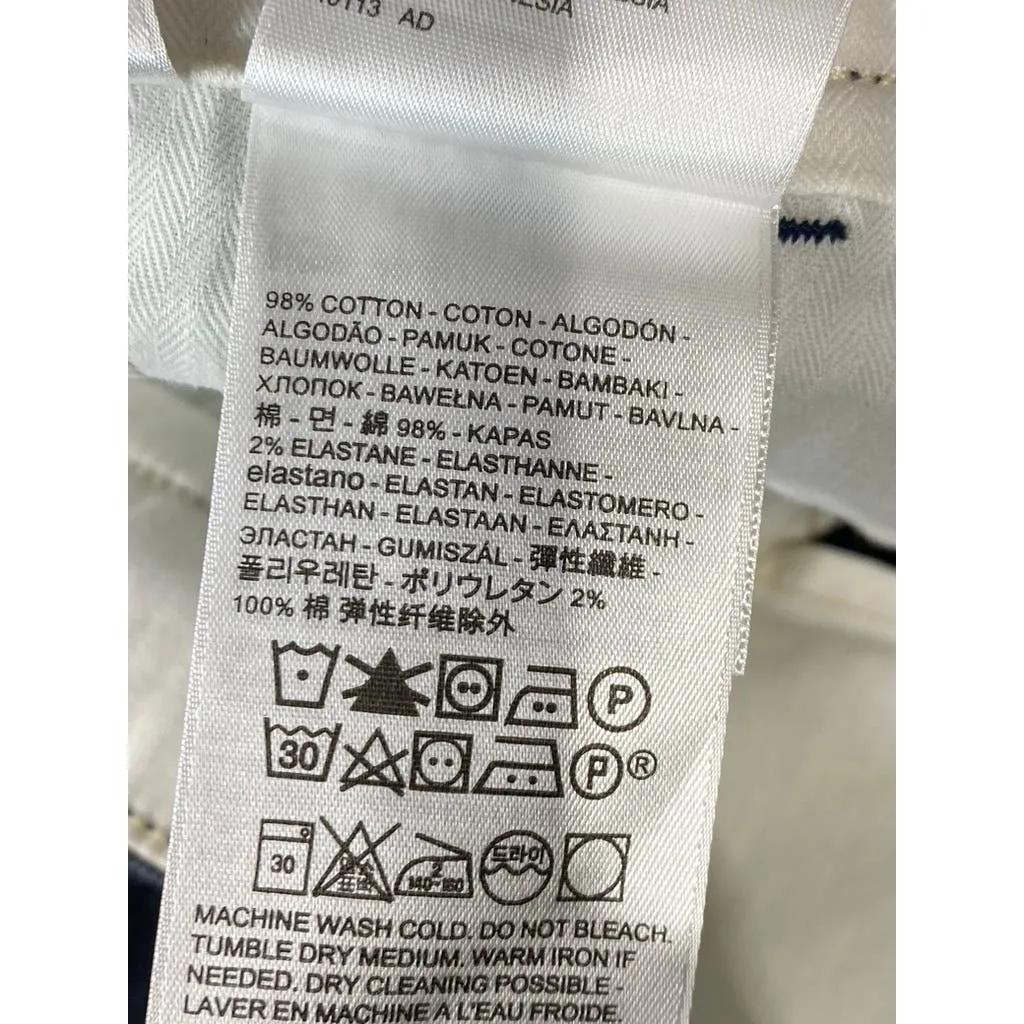 AD
98% COTTON - COTON - ALGODÓN -
ALGODÃO - PAMUK - COTONE -
BAUMWOLLE - KATOEN - BAMBAKI -
ХЛОПОК - BAWEŁNA - PAMUT - BAVLNA -
棉 - 면 - 綿 98% - KAPAS
2% ELASTANE - ELASTHANNE -
elastano - ELASTAN - ELASTOMERO -
ELASTHAN - ELASTAAN - ΕΛΑΣΤΑΝΗ -
ЭЛАСТАН - GUMISZÁL - 彈性纖維 -
폴리우레탄 - ポリウレタン 2%
100% 棉 弹性纤维除外
P
30 P ®
30 2 140~160 드라이
MACHINE WASH COLD. DO NOT BLEACH.
TUMBLE DRY MEDIUM. WARM IRON IF
NEEDED. DRY CLEANING POSSIBLE -
LAVER EN MACHINE A L'EAU FROIDE.